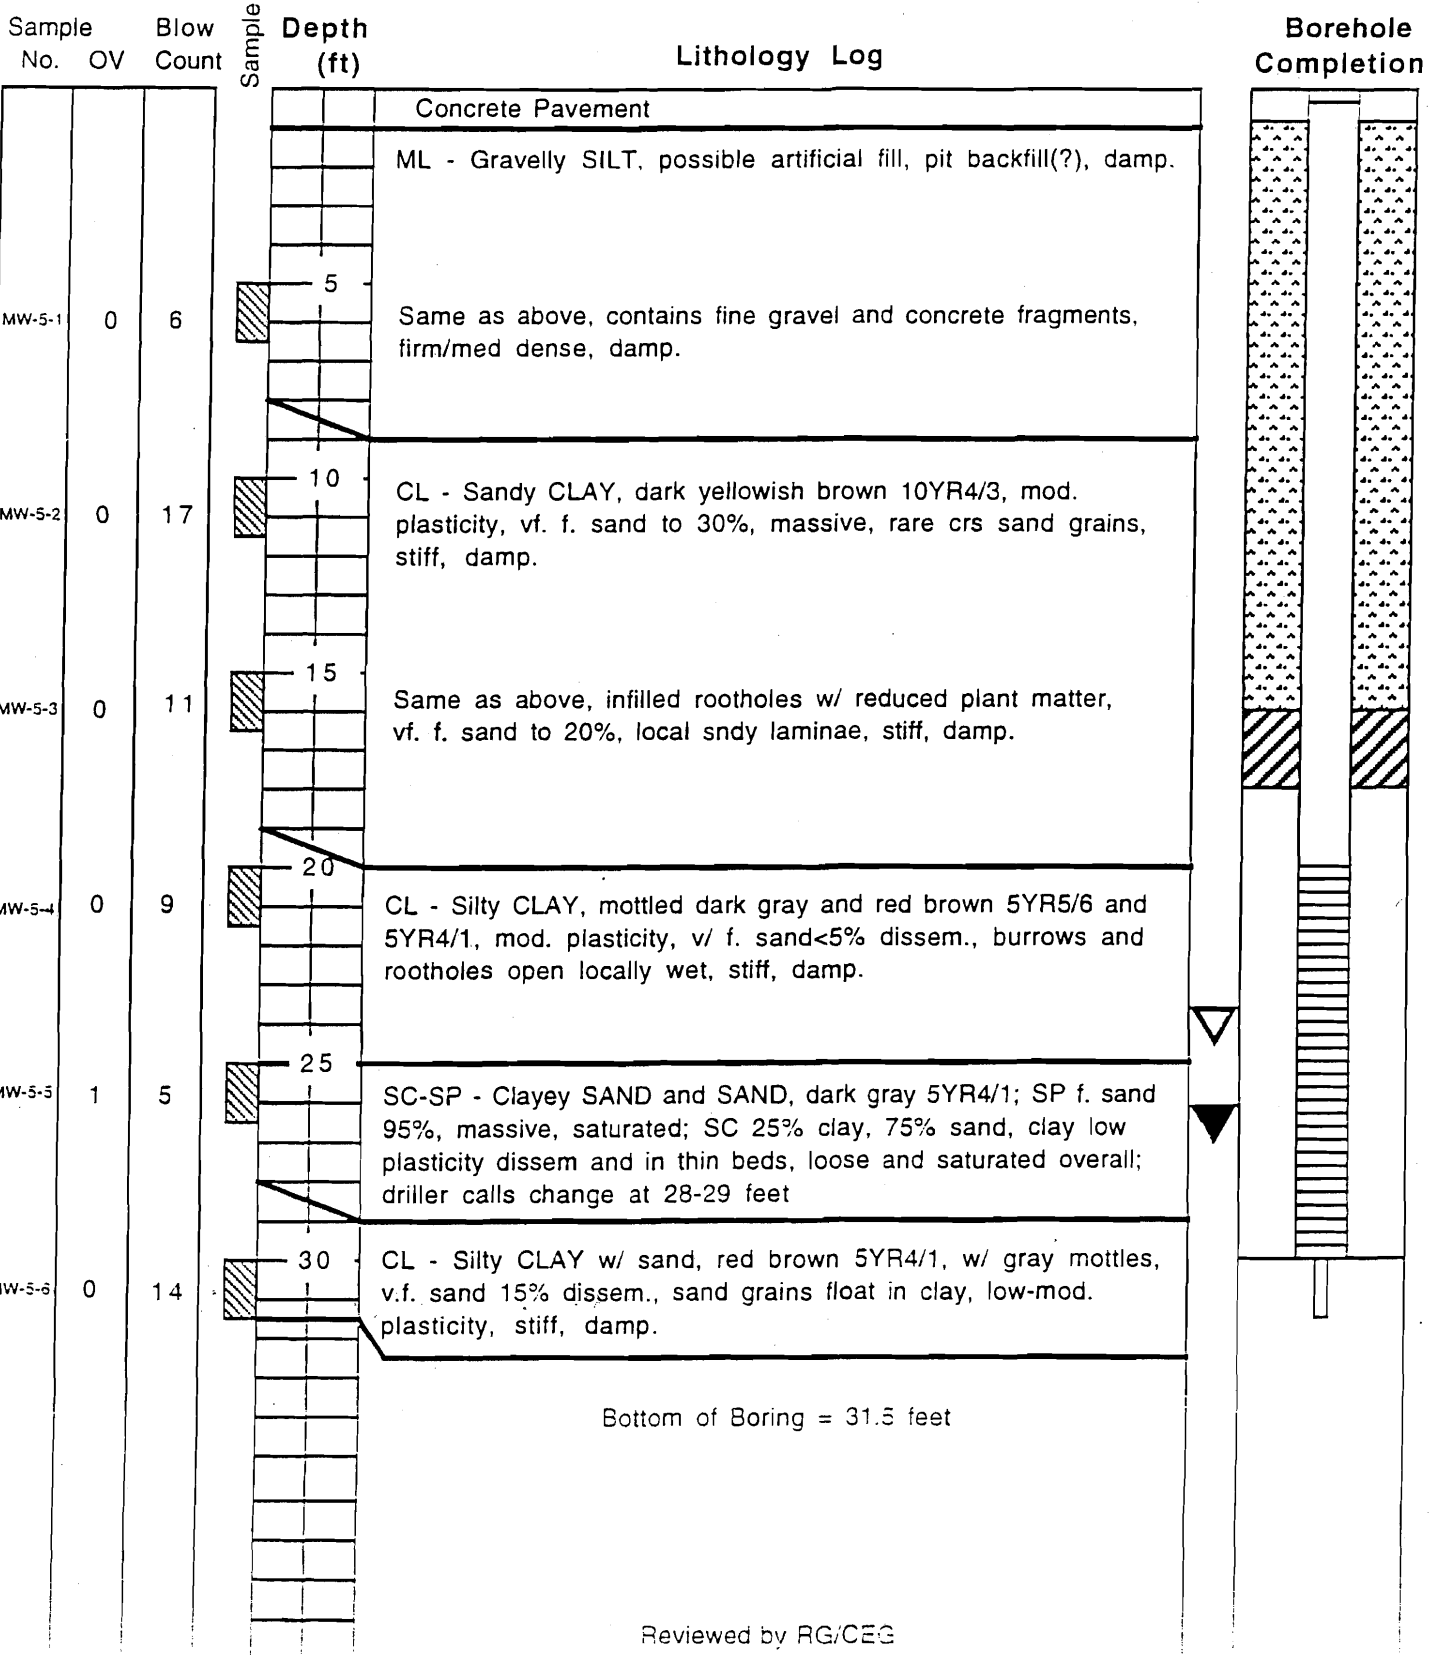 Sample No. OV
Blow Count
Sample
Depth (ft)
Lithology Log
Borehole Completion
Concrete Pavement
ML - Gravelly SILT, possible artificial fill, pit backfill(?), damp.
5
MW-5-1 0 6
Same as above, contains fine gravel and concrete fragments,
firm/med dense, damp.
10
MW-5-2 0 17
CL - Sandy CLAY, dark yellowish brown 10YR4/3, mod.
plasticity, vf. f. sand to 30%, massive, rare crs sand grains,
stiff, damp.
15
MW-5-3 0 11
Same as above, infilled rootholes w/ reduced plant matter,
vf. f. sand to 20%, local sndy laminae, stiff, damp.
20
MW-5-4 0 9
CL - Silty CLAY, mottled dark gray and red brown 5YR5/6 and
5YR4/1, mod. plasticity, v/ f. sand<5% dissem., burrows and
rootholes open locally wet, stiff, damp.
25
MW-5-5 1 5
SC-SP - Clayey SAND and SAND, dark gray 5YR4/1; SP f. sand
95%, massive, saturated; SC 25% clay, 75% sand, clay low
plasticity dissem and in thin beds, loose and saturated overall;
driller calls change at 28-29 feet
30
W-5-6 0 14
CL - Silty CLAY w/ sand, red brown 5YR4/1, w/ gray mottles,
v.f. sand 15% dissem., sand grains float in clay, low-mod.
plasticity, stiff, damp.
Bottom of Boring = 31.5 feet
Reviewed by RG/CEG